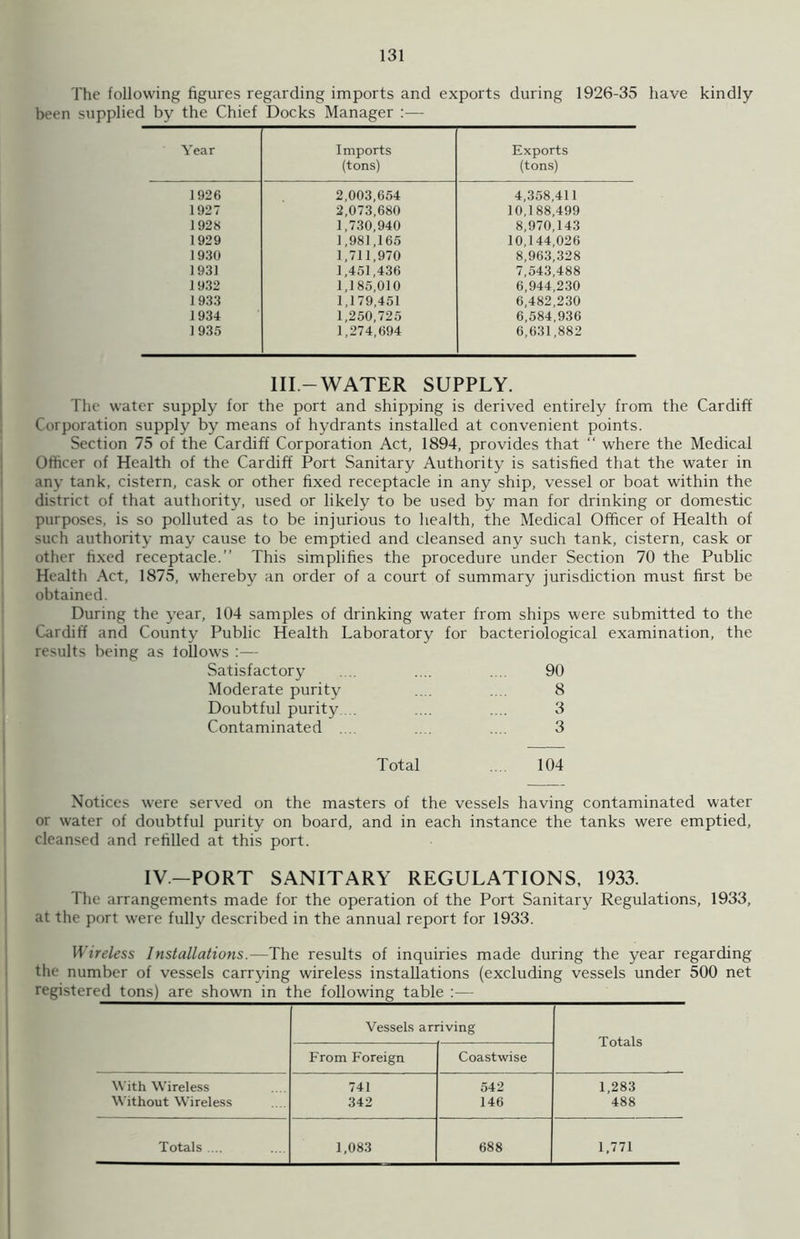 131
The following figures regarding imports and exports during 1926-35 have kindly
been supplied by the Chief Docks Manager :—
Year Imports (tons) Exports (tons)
1926 2,003,654 4,358,411
1927 2,073,680 10,188,499
1928 1,730,940 8,970,143
1929 1,981,165 10,144,026
1930 1,711,970 8,963,328
1931 1,451,436 7,543,488
1932 1,185,010 6,944,230
1933 1,179,451 6,482,230
1934 1,250,725 6,584,936
1935 1,274,694 6,631,882
III.—WATER SUPPLY.
The water supply for the port and shipping is derived entirely from the Cardiff
Corporation supply by means of hydrants installed at convenient points.
Section 75 of the Cardiff Corporation Act, 1894, provides that “ where the Medical
Officer of Health of the Cardiff Port Sanitary Authority is satisfied that the water in
any tank, cistern, cask or other fixed receptacle in any ship, vessel or boat within the
district of that authority, used or likely to be used by man for drinking or domestic
purposes, is so polluted as to be injurious to health, the Medical Officer of Health of
such authority may cause to be emptied and cleansed any such tank, cistern, cask or
other fixed receptacle.” This simplifies the procedure under Section 70 the Public
Health Act, 1875, whereby an order of a court of summary jurisdiction must first be
obtained.
During the year, 104 samples of drinking water from ships were submitted to the
Cardiff and County Public Health Laboratory for bacteriological examination, the
results being as follows :—
Satisfactory .... .... .... 90
Moderate purity .... .... 8
Doubtful purity.... .... .... 3
Contaminated .... .... .... 3
Total .... 104
Notices were served on the masters of the vessels having contaminated water
or water of doubtful purity on board, and in each instance the tanks were emptied,
cleansed and refilled at this port.
IV.—PORT SANITARY REGULATIONS, 1933.
The arrangements made for the operation of the Port Sanitary Regulations, 1933,
at the port were fully described in the annual report for 1933.
Wireless Installations.—The results of inquiries made during the year regarding
the number of vessels carrying wireless installations (excluding vessels under 500 net
registered tons) are shown in the following table :—
Vessels arriving Totals
From Foreign Coastwise
With Wireless .... 741 542 1,283
Without Wireless .... 342 146 488
Totals .... .... 1,083 688 1,771